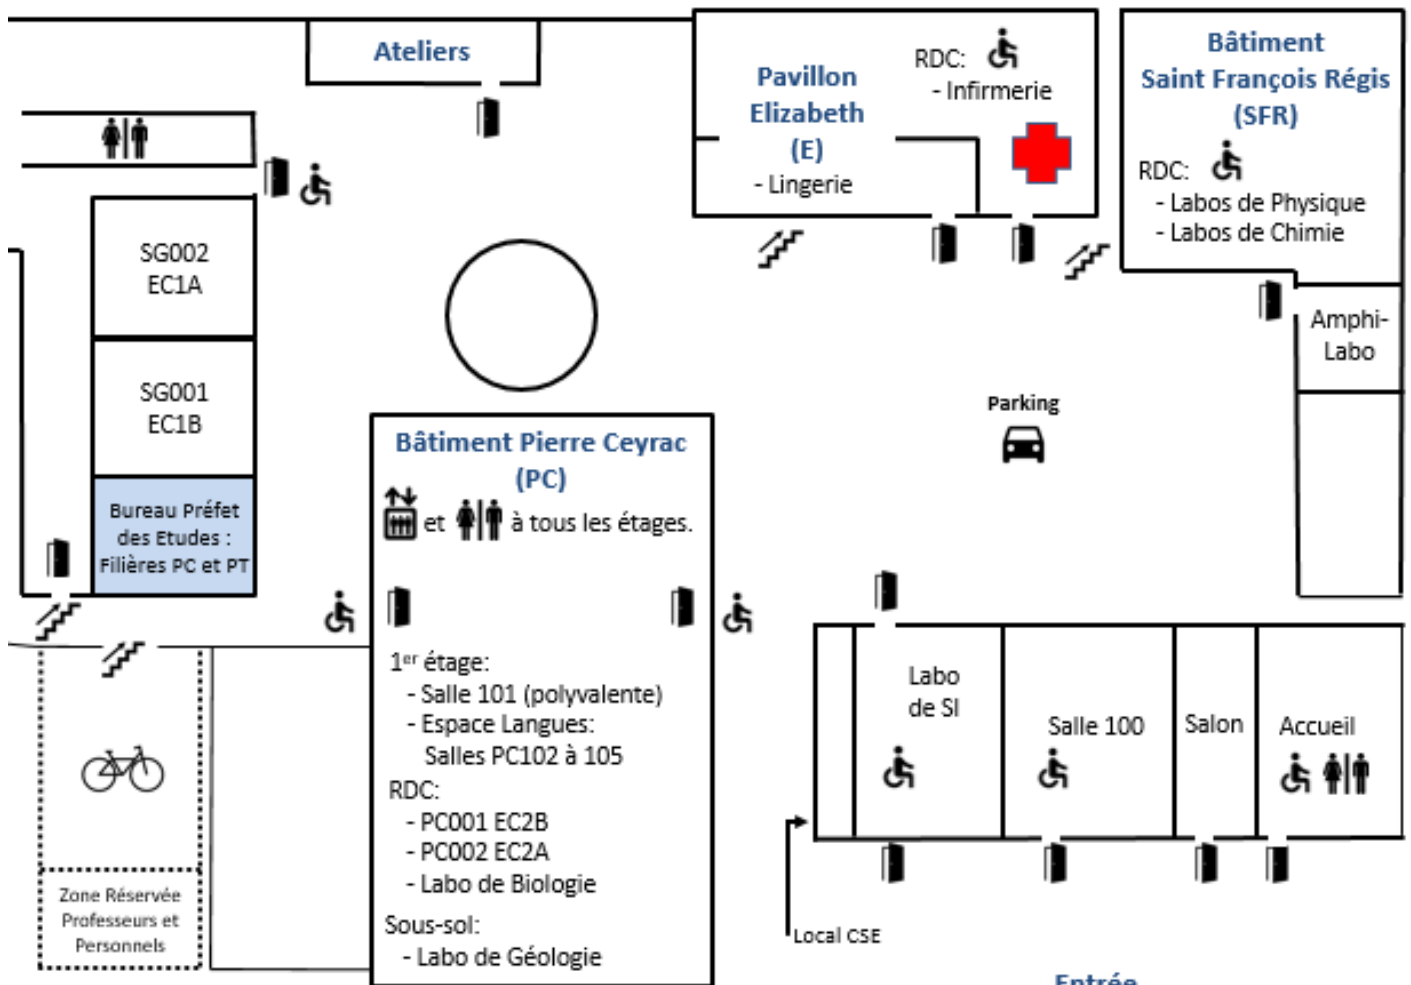 Ateliers
Pavillon
Elizabeth
(E)
- Lingerie
RDC:
- Infirmerie
Bâtiment
Saint François Régis
(SFR)
RDC:
- Labos de Physique
- Labos de Chimie
Amphi-
Labo
SG002
EC1A
SG001
EC1B
Bureau Préfet
des Etudes :
Filières PC et PT
Parking
Bâtiment Pierre Ceyrac
(PC)
et à tous les étages.
1er étage:
- Salle 101 (polyvalente)
- Espace Langues:
Salles PC102 à 105
RDC:
- PC001 EC2B
- PC002 EC2A
- Labo de Biologie
Sous-sol:
- Labo de Géologie
Zone Réservée
Professeurs et
Personnels
Labo
de SI
Salle 100
Salon
Accueil
Local CSE
Entrée